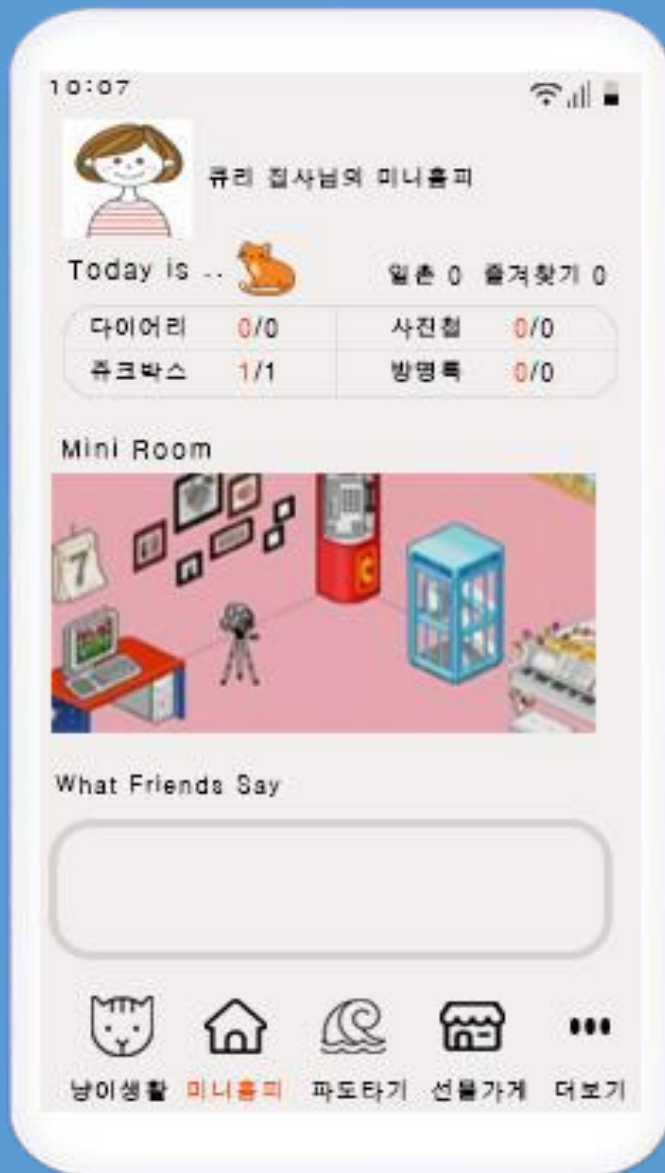 10:07
큐리 집사님의 미니홈피
Today is ..
일촌 0 즐겨찾기 0
다이어리 0/0 사진첩 0/0
쥬크박스 1/1 방명록 0/0
Mini Room
7
What Friends Say
냥이생활 미니홈피 파도타기 선물가게 더보기